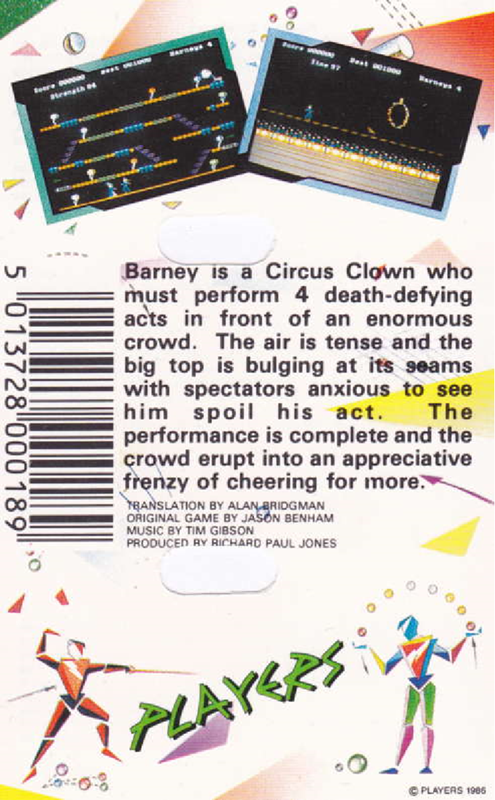 Score 000000 Best 001000 Barneys 4
Strength 94
Score 000000 Best 001000 Barneys 4
Time 97
Barney is a Circus Clown who
must perform 4 death-defying
acts in front of an enormous
crowd. The air is tense and the
big top is bulging at its seams
with spectators anxious to see
him spoil his act. The
performance is complete and the
crowd erupt into an appreciative
frenzy of cheering for more.
TRANSLATION BY ALAN BRIDGMAN
ORIGINAL GAME BY JASON BENHAM
MUSIC BY TIM GIBSON
PRODUCED BY RICHARD PAUL JONES
5 013728 000189
PLAYERS
© PLAYERS 1986